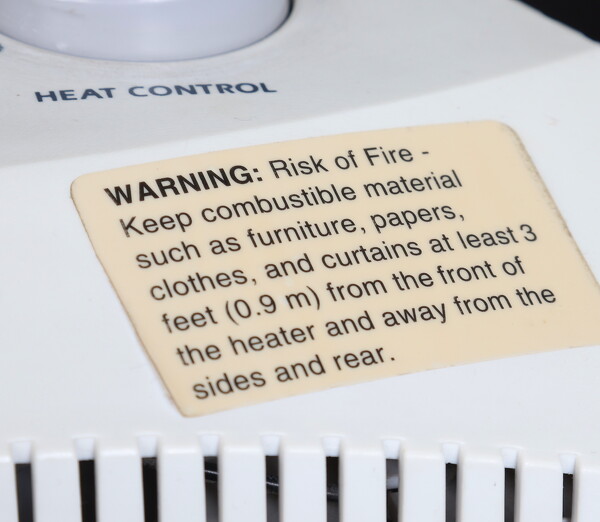 HEAT CONTROL
WARNING: Risk of Fire -
Keep combustible material
such as furniture, papers,
clothes, and curtains at least 3
feet (0.9 m) from the front of
the heater and away from the
sides and rear.